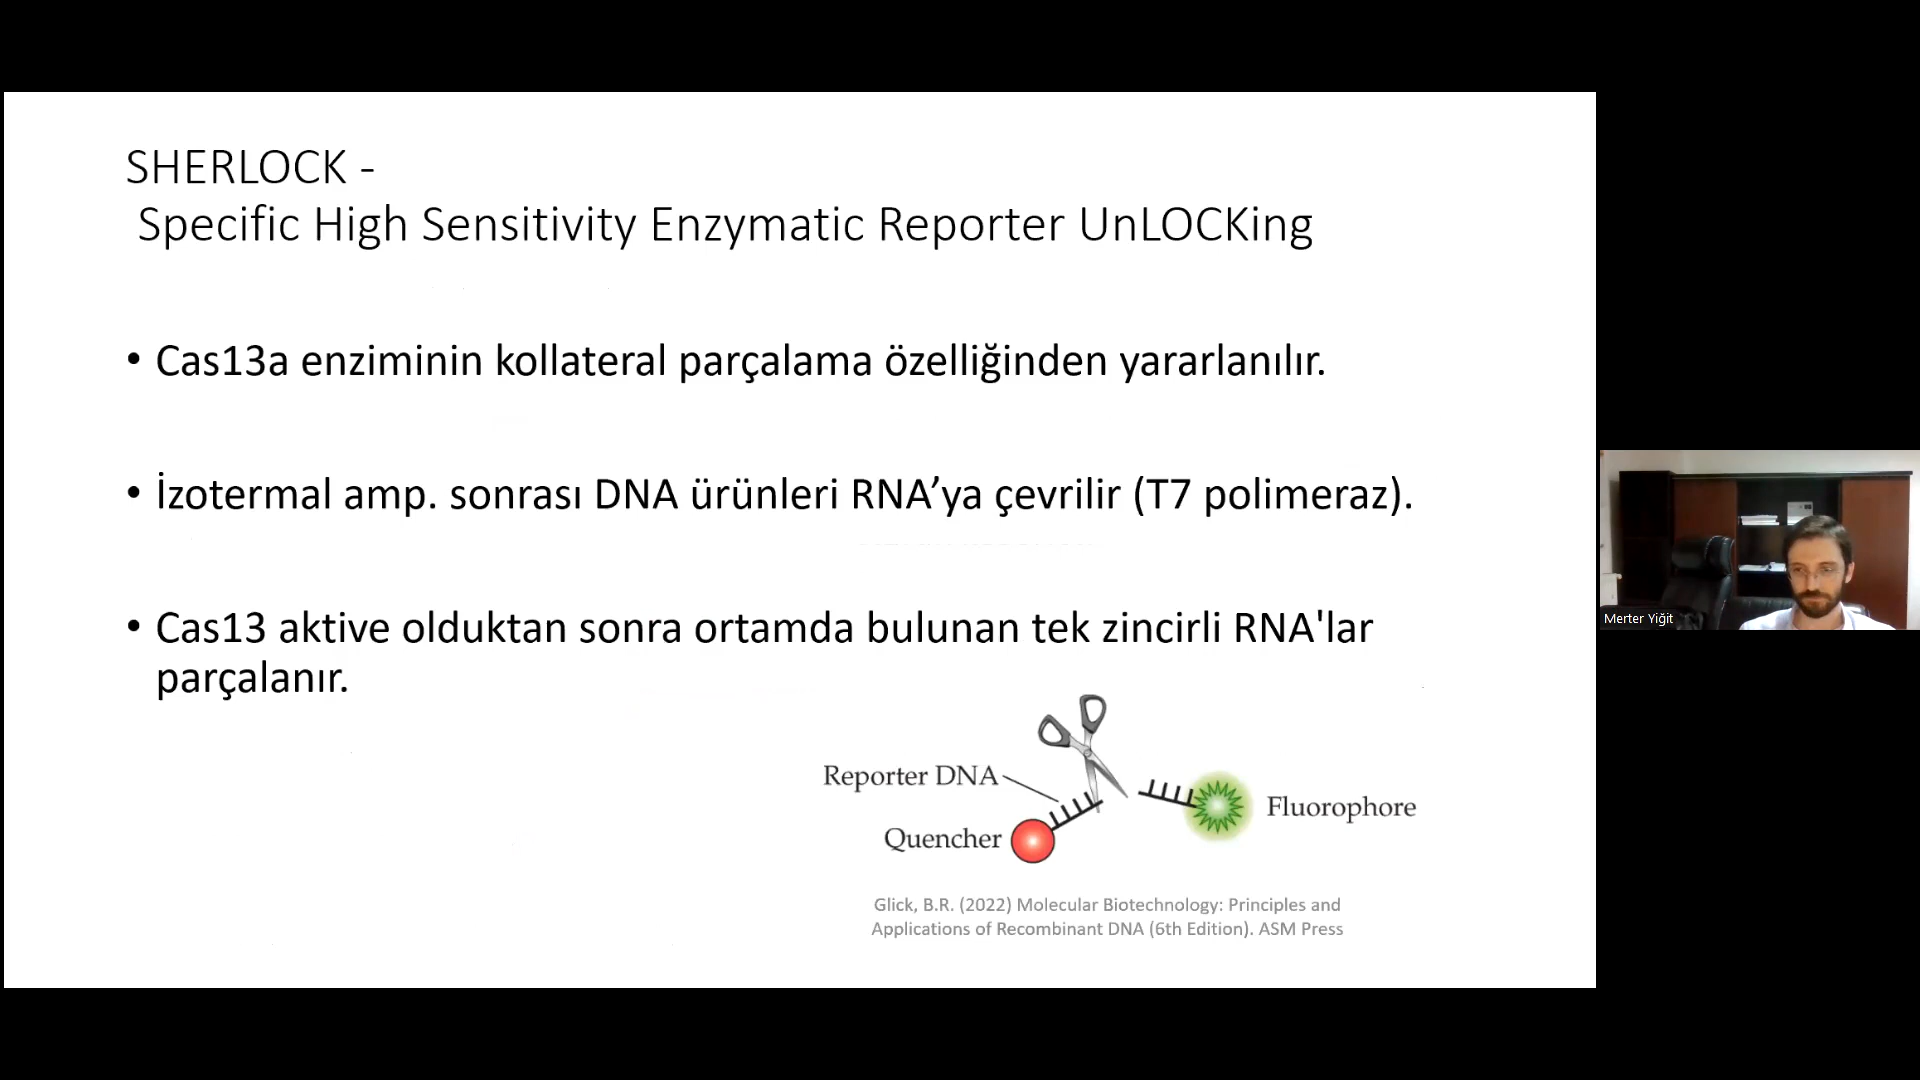 SHERLOCK -
Specific High Sensitivity Enzymatic Reporter UnLOCKing
• Cas13a enziminin kollateral parçalama özelliğinden yararlanılır.
• İzotermal amp. sonrası DNA ürünleri RNA’ya çevrilir (T7 polimeraz).
• Cas13 aktive olduktan sonra ortamda bulunan tek zincirli RNA'lar
parçalanır.
Reporter DNA
Quencher
Fluorophore
Glick, B.R. (2022) Molecular Biotechnology: Principles and
Applications of Recombinant DNA (6th Edition). ASM Press
Merter Yiğit